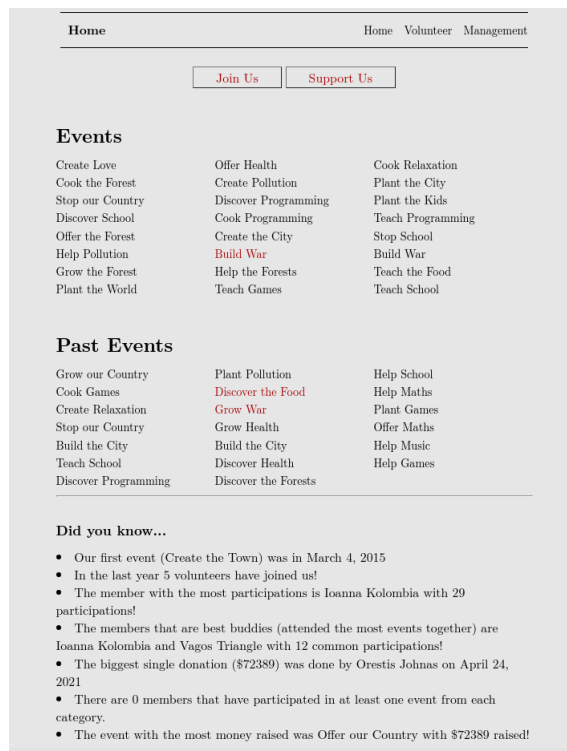 Home Home Volunteer Management
Join Us Support Us
Events
Create Love Offer Health Cook Relaxation
Cook the Forest Create Pollution Plant the City
Stop our Country Discover Programming Plant the Kids
Discover School Cook Programming Teach Programming
Offer the Forest Create the City Stop School
Help Pollution Build War Build War
Grow the Forest Help the Forests Teach the Food
Plant the World Teach Games Teach School
Past Events
Grow our Country Plant Pollution Help School
Cook Games Discover the Food Help Maths
Create Relaxation Grow War Plant Games
Stop our Country Grow Health Offer Maths
Build the City Build the City Help Music
Teach School Discover Health Help Games
Discover Programming Discover the Forests
Did you know...
• Our first event (Create the Town) was in March 4, 2015
• In the last year 5 volunteers have joined us!
• The member with the most participations is Ioanna Kolombia with 29
participations!
• The members that are best buddies (attended the most events together) are
Ioanna Kolombia and Vagos Triangle with 12 common participations!
• The biggest single donation ($72389) was done by Orestis Johnas on April 24,
2021
• There are 0 members that have participated in at least one event from each
category.
• The event with the most money raised was Offer our Country with $72389 raised!